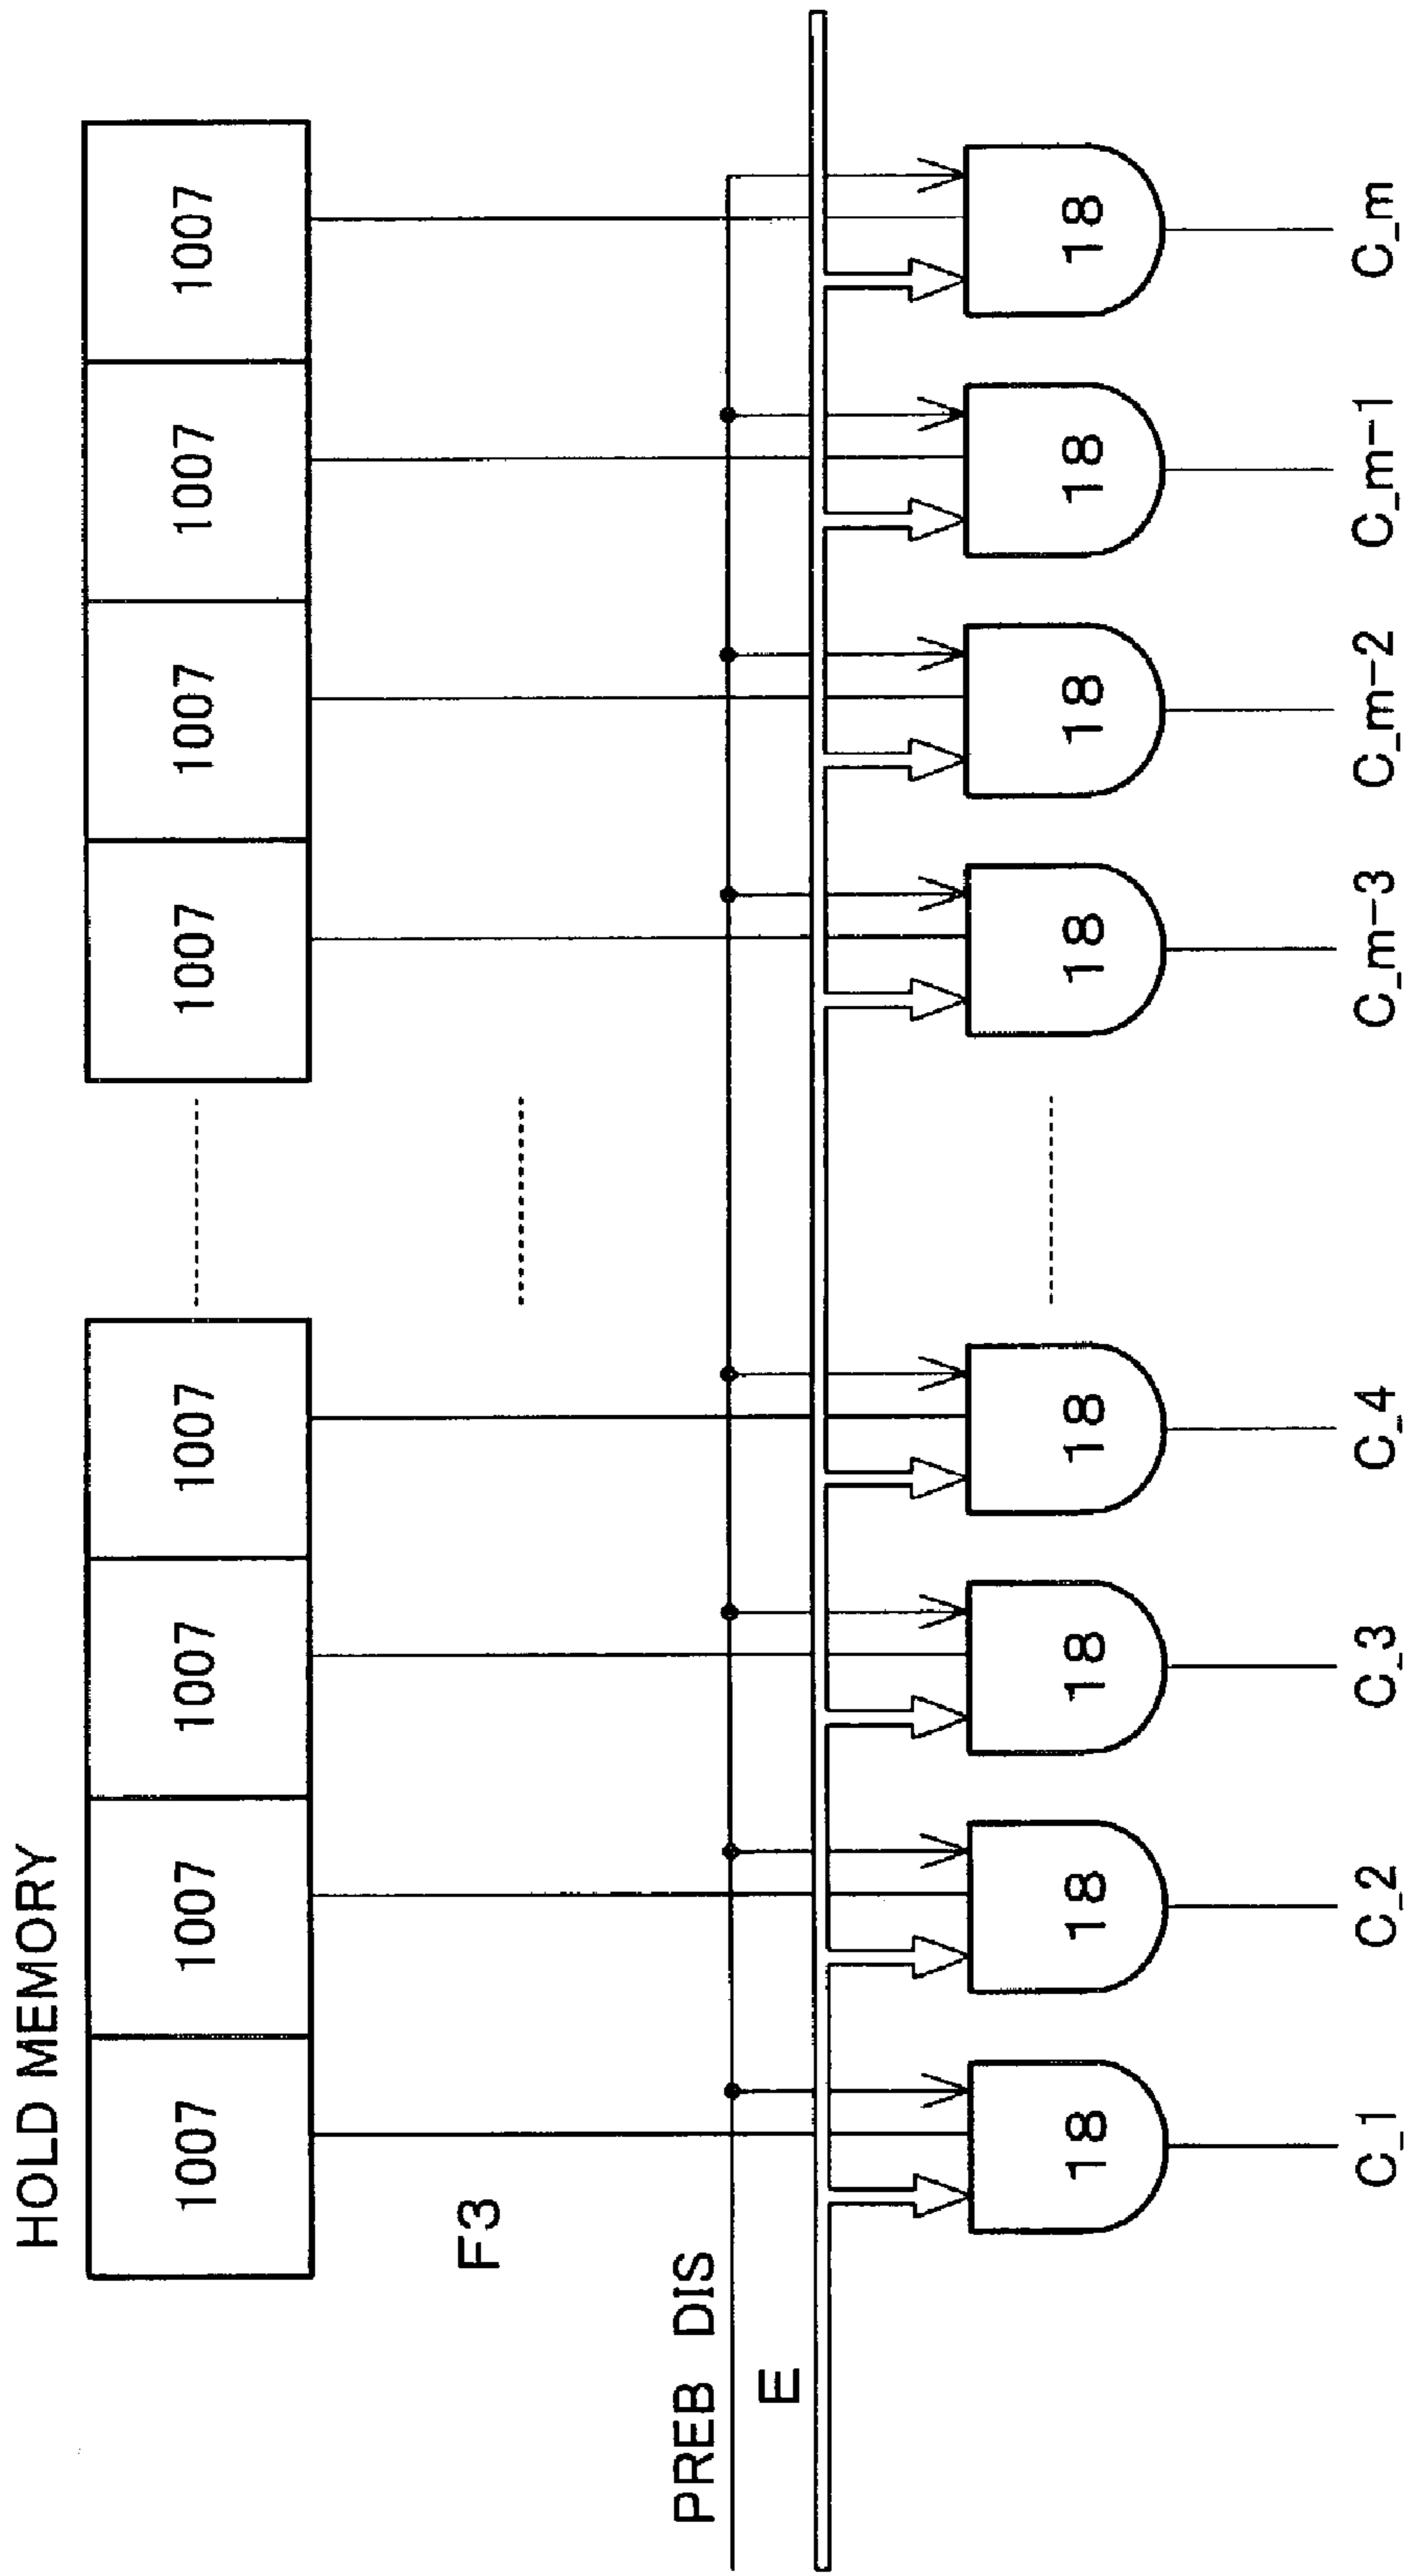 HOLD MEMORY
1007 1007 1007 1007 1007 1007 1007 1007
F3
PREB DIS
E
18 18 18 18 18 18 18 18
C_1 C_2 C_3 C_4 C_m-3 C_m-2 C_m-1 C_m